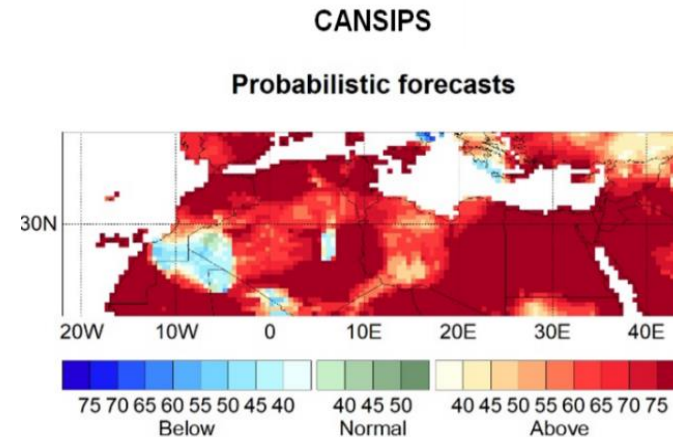 CANSIPS
Probabilistic forecasts
30N
20W 10W 0 10E 20E 30E 40E
75 70 65 60 55 50 45 40 40 45 50 40 45 50 60 65 70 75
Below Normal Above